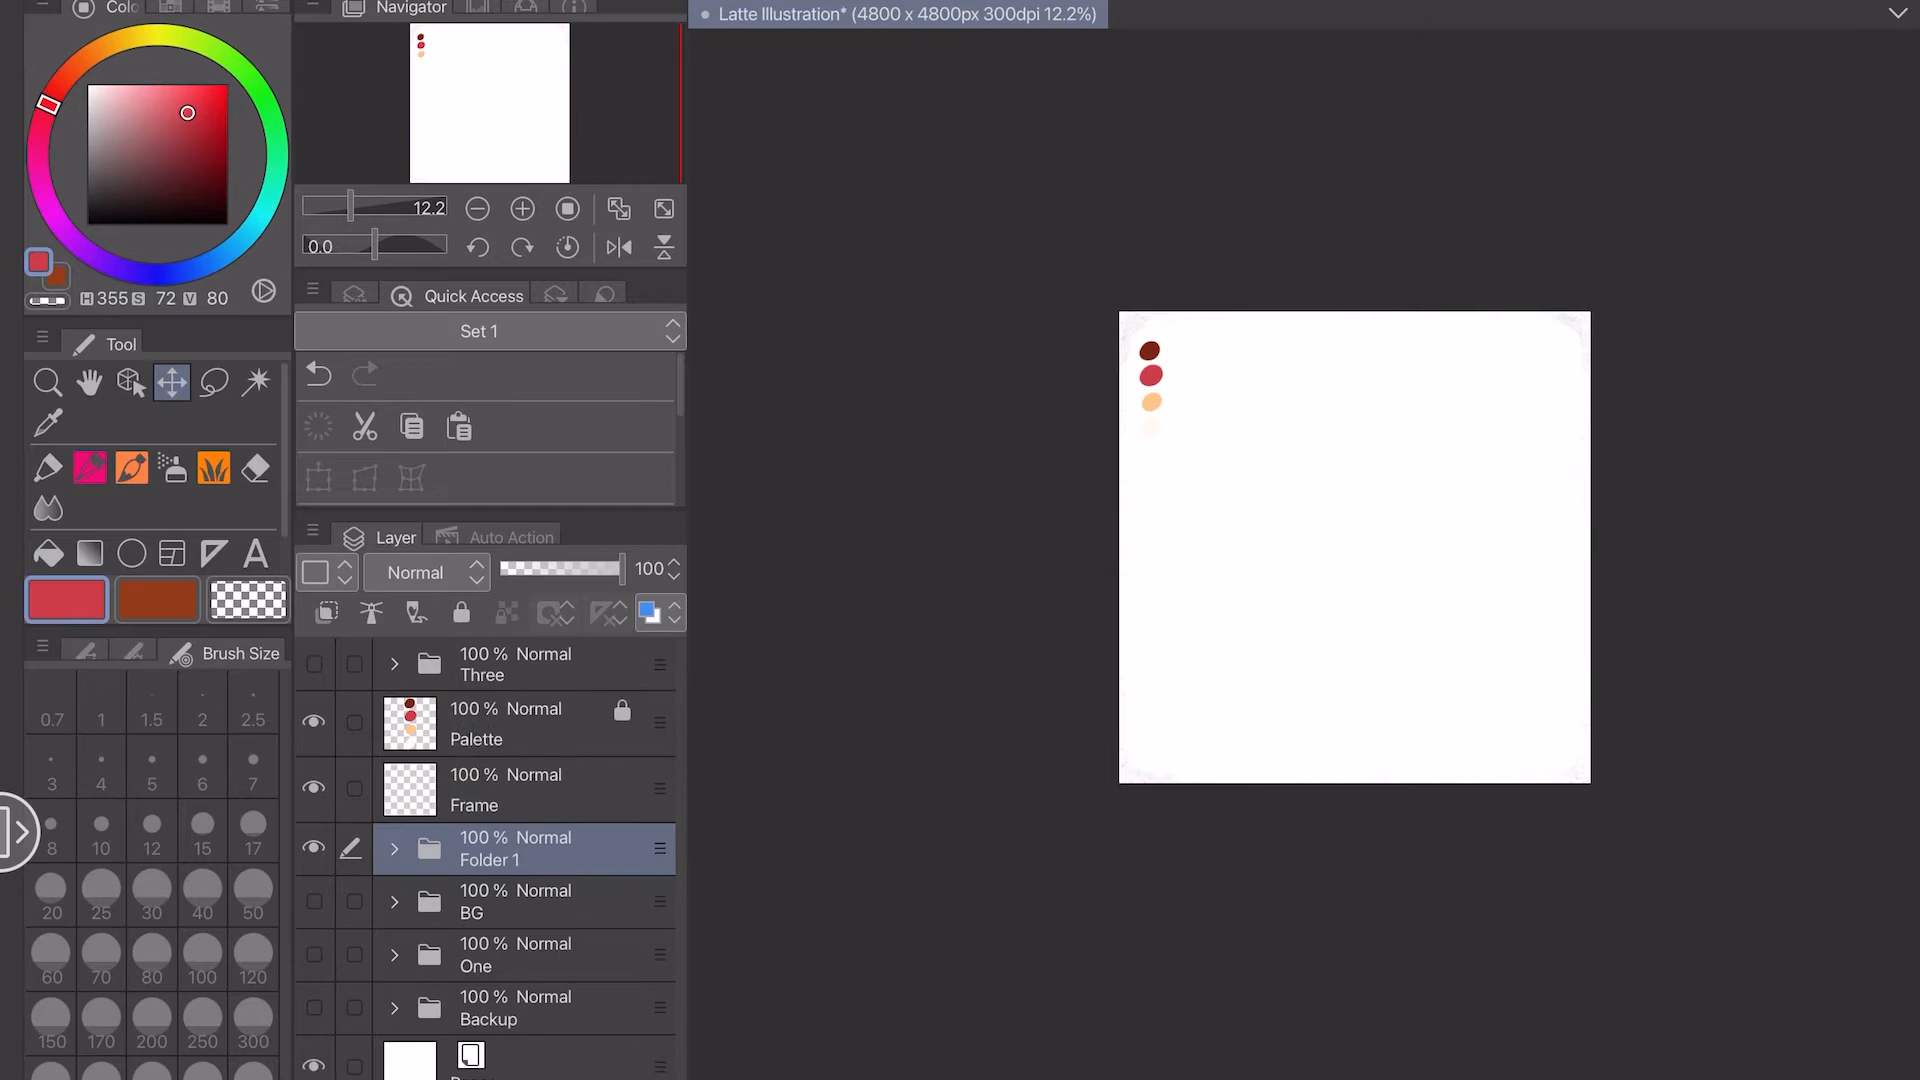 Colo
Navigator
Latte Illustration* (4800 x 4800px 300dpi 12.2%)
12.2
0.0
H 355 S 72 V 80
Quick Access
Set 1
Tool
Layer
Auto Action
Normal
100
Brush Size
100 % Normal
Three
100 % Normal
Palette
100 % Normal
Frame
100 % Normal
Folder 1
100 % Normal
BG
100 % Normal
One
100 % Normal
Backup
0.7 1 1.5 2 2.5
3 4 5 6 7
8 10 12 15 17
20 25 30 40 50
60 70 80 100 120
150 170 200 250 300